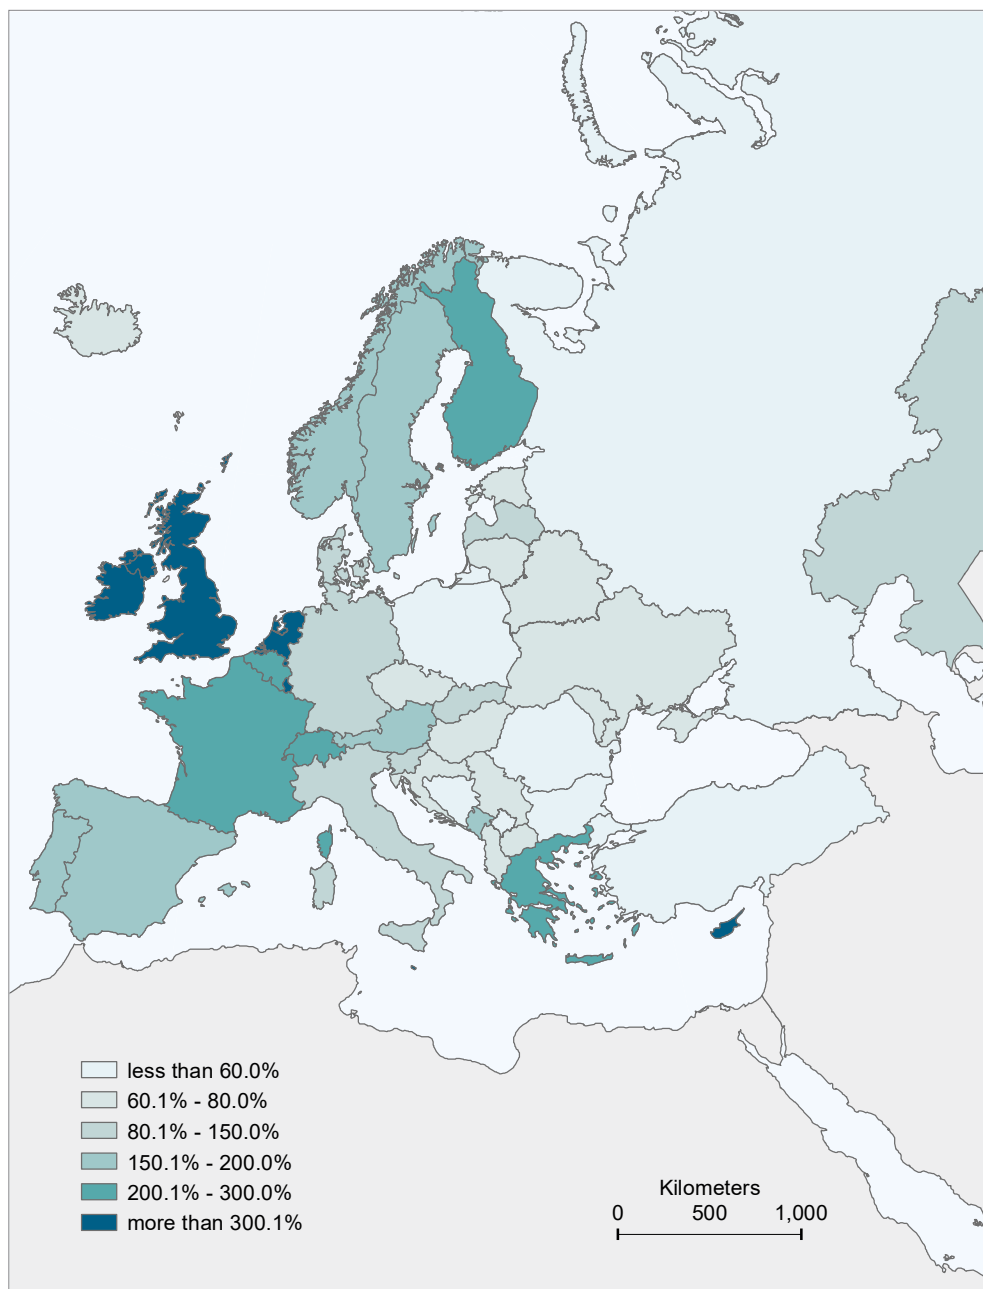 less than 60.0%
60.1% - 80.0%
80.1% - 150.0%
150.1% - 200.0%
200.1% - 300.0%
more than 300.1%
Kilometers
0 500 1,000